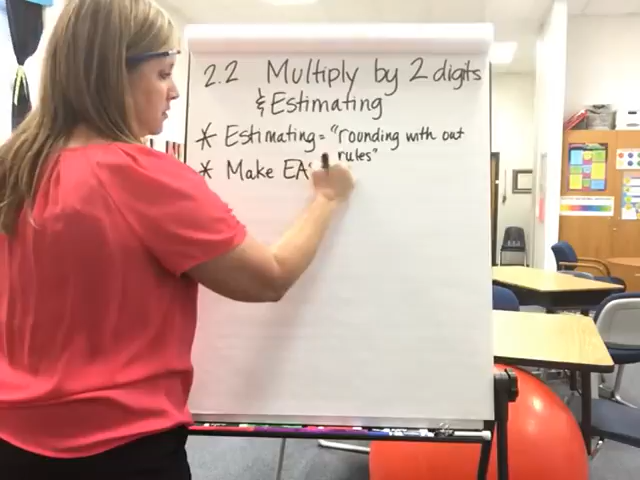 2.2 Multiply by 2 digits
& Estimating
* Estimating = "rounding with out
rules"
* Make EA